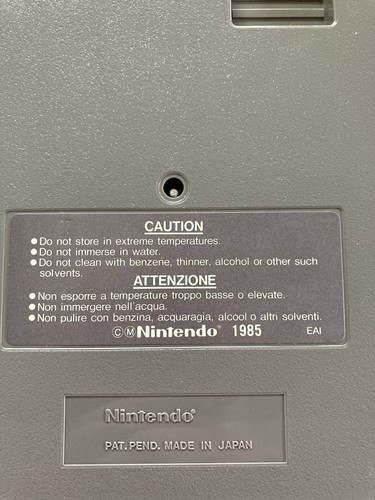 CAUTION
●Do not store in extreme temperatures.
●Do not immerse in water.
●Do not clean with benzene, thinner, alcohol or other such
solvents.
ATTENZIONE
●Non esporre a temperature troppo basse o elevate.
●Non immergere nell'acqua.
●Non pulire con benzina, acquaragia, alcool o altri solventi.
©ⓂNintendo® 1985 EAI
Nintendo®
PAT.PEND. MADE IN JAPAN